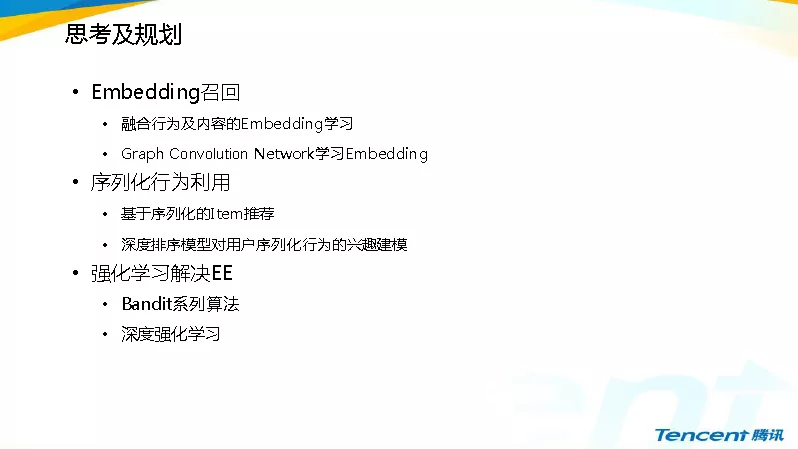 思考及规划
• Embedding召回
• 融合行为及内容的Embedding学习
• Graph Convolution Network学习Embedding
• 序列化行为利用
• 基于序列化的Item推荐
• 深度排序模型对用户序列化行为的兴趣建模
• 强化学习解决EE
• Bandit系列算法
• 深度强化学习
ent
Tencent 腾讯